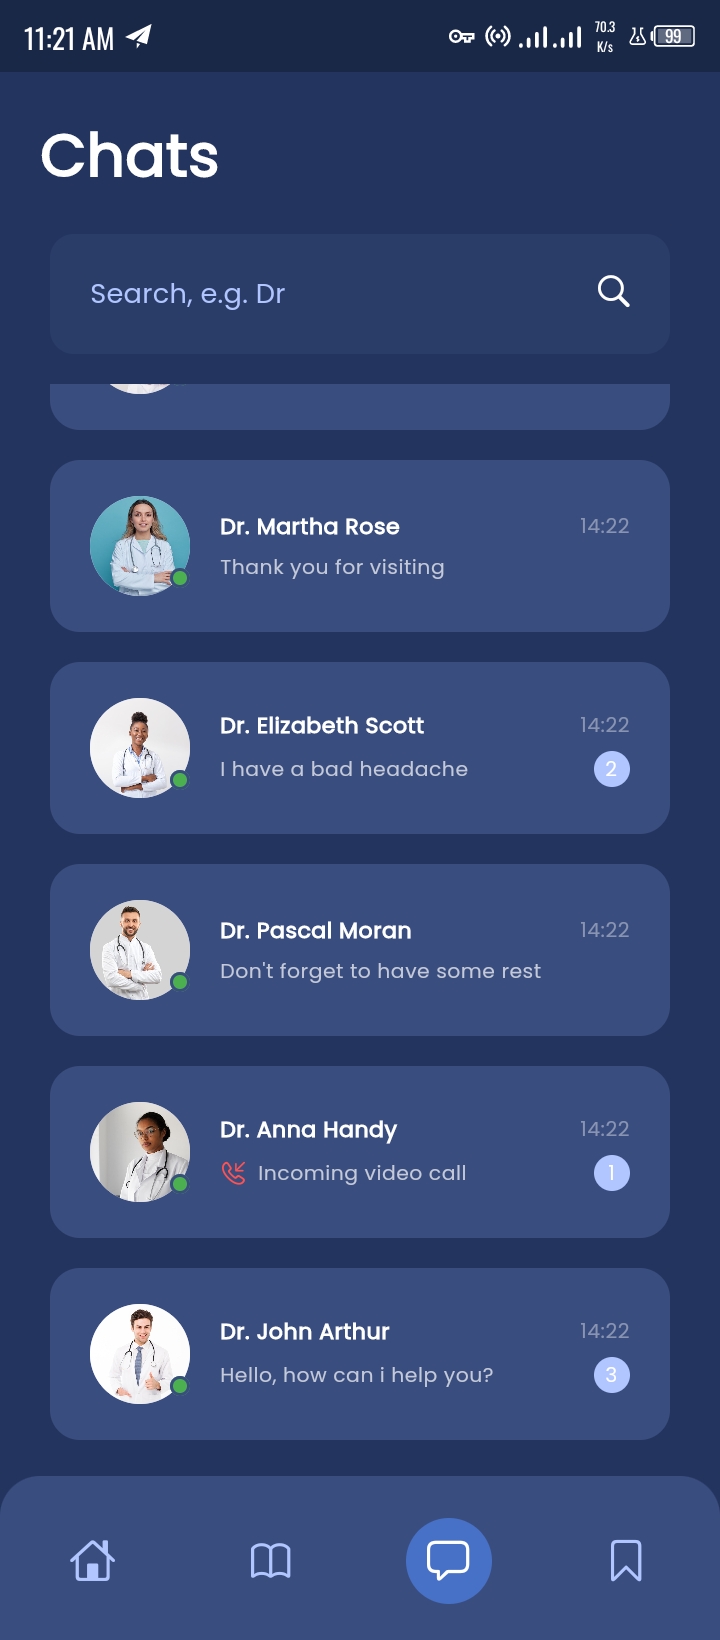 11:21 AM
70.3
K/s
99
Chats
Search, e.g. Dr
Dr. Martha Rose 14:22
Thank you for visiting
Dr. Elizabeth Scott 14:22
I have a bad headache 2
Dr. Pascal Moran 14:22
Don't forget to have some rest
Dr. Anna Handy 14:22
Incoming video call 1
Dr. John Arthur 14:22
Hello, how can i help you? 3